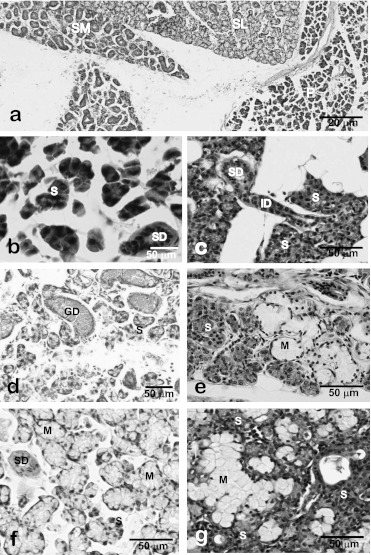 SM SL
P
a 20 µm
S
SD
b 50 µm
SD
ID S
S
c 50 µm
GD
S
d 50 µm
S
M
e 50 µm
M
SD M
S
f 50 µm
S
M
S
S
g 50 µm